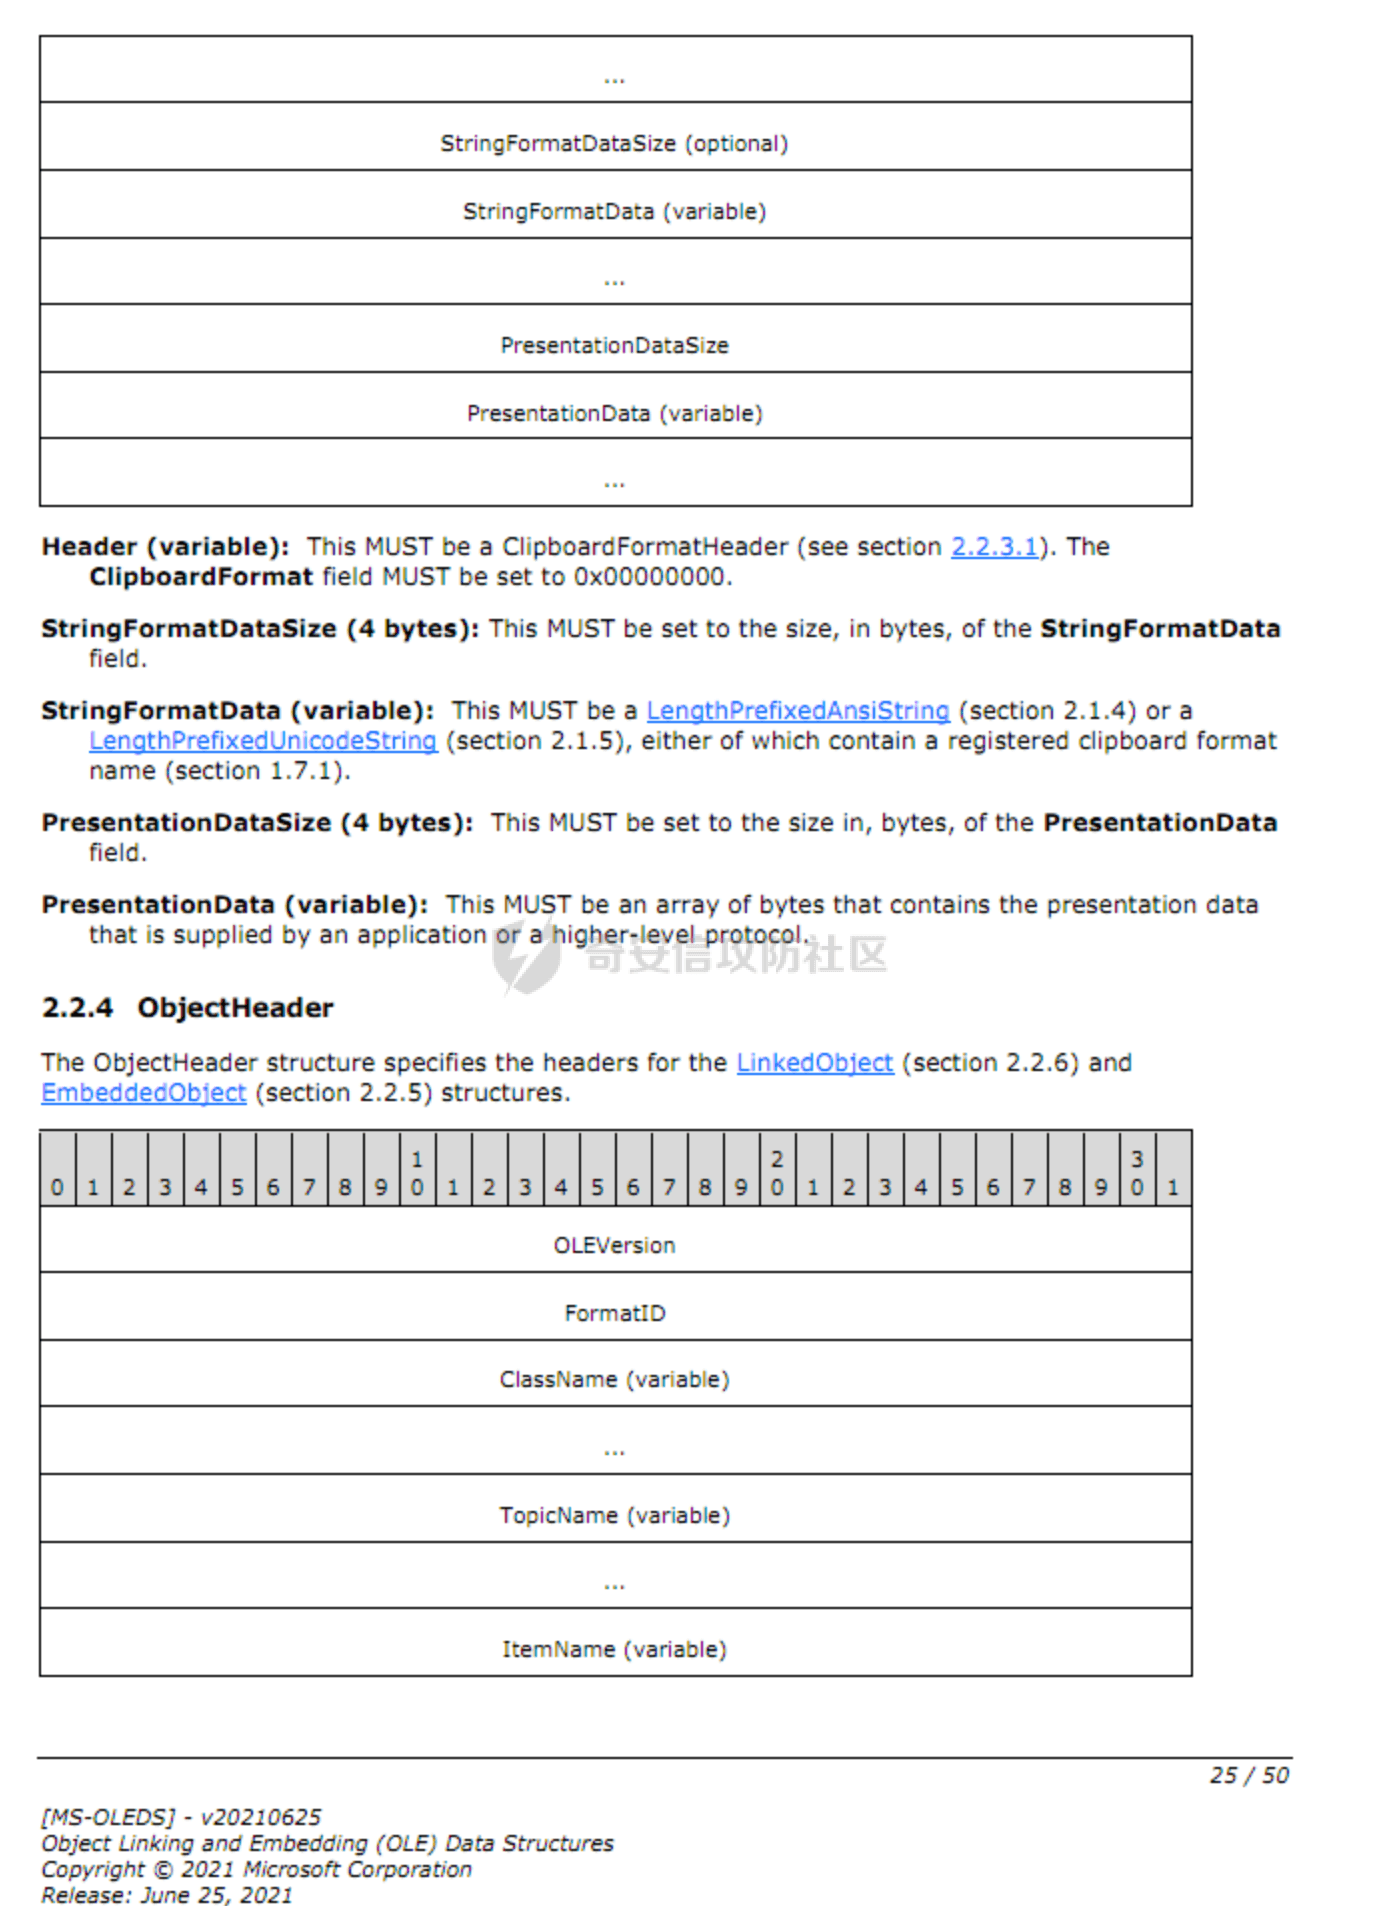 ...
StringFormatDataSize (optional)
StringFormatData (variable)
...
PresentationDataSize
PresentationData (variable)
...
Header (variable):  This MUST be a ClipboardFormatHeader (see section 2.2.3.1). The
ClipboardFormat field MUST be set to 0x00000000.
StringFormatDataSize (4 bytes): This MUST be set to the size, in bytes, of the StringFormatData
field.
StringFormatData (variable):  This MUST be a LengthPrefixedAnsiString (section 2.1.4) or a
LengthPrefixedUnicodeString (section 2.1.5), either of which contain a registered clipboard format
name (section 1.7.1).
PresentationDataSize (4 bytes):  This MUST be set to the size in, bytes, of the PresentationData
field.
PresentationData (variable):  This MUST be an array of bytes that contains the presentation data
that is supplied by an application or a higher-level protocol.
奇安信攻防社区
2.2.4 ObjectHeader
The ObjectHeader structure specifies the headers for the LinkedObject (section 2.2.6) and
EmbeddedObject (section 2.2.5) structures.
0 1 2 3 4 5 6 7 8 9 10 1 2 3 4 5 6 7 8 9 20 1 2 3 4 5 6 7 8 9 30 1
OLEVersion
FormatID
ClassName (variable)
...
TopicName (variable)
...
ItemName (variable)
25 / 50
[MS-OLEDS] - v20210625
Object Linking and Embedding (OLE) Data Structures
Copyright © 2021 Microsoft Corporation
Release: June 25, 2021